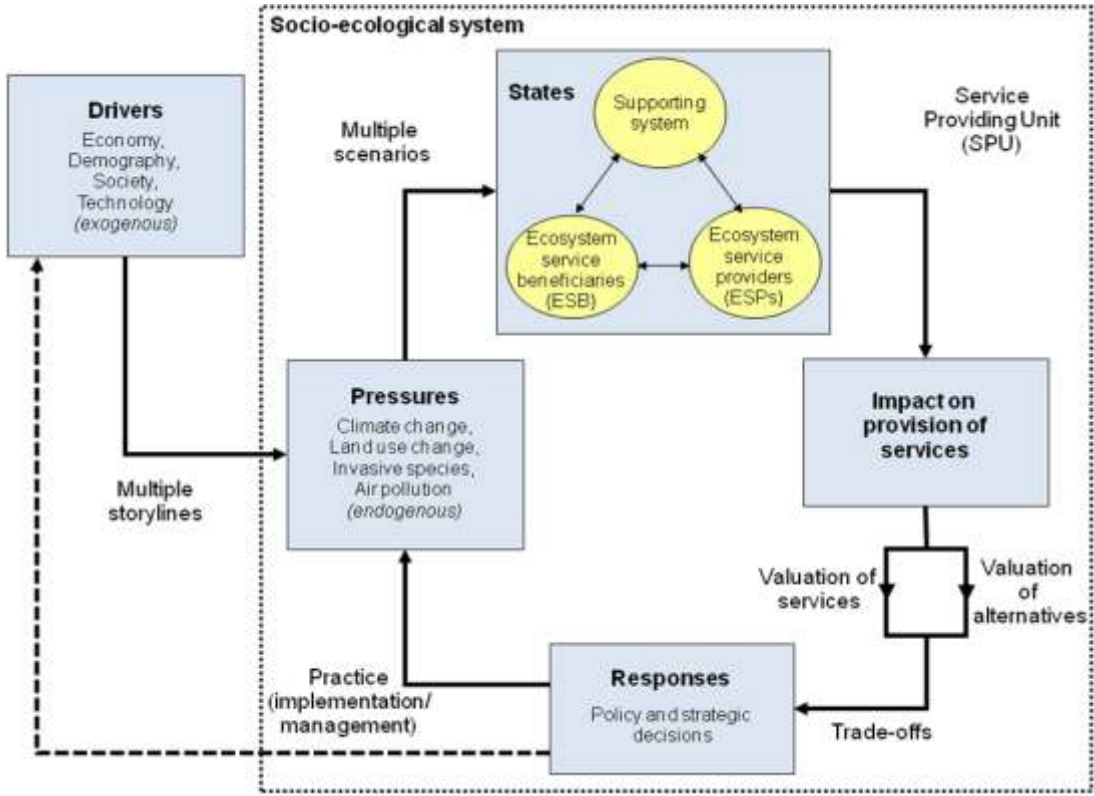 Socio-ecological system
Drivers
Economy,
Demography,
Society,
Technology
(exogenous)
Multiple
scenarios
States
Supporting
system
Ecosystem
service
beneficiaries
(ESB)
Ecosystem
service
providers
(ESPs)
Service
Providing Unit
(SPU)
Pressures
Climate change,
Land use change,
Invasive species,
Air pollution
(endogenous)
Multiple
storylines
Impact on
provision of
services
Valuation of
services
Valuation
of
alternatives
Practice
(implementation/
management)
Responses
Policy and strategic
decisions
Trade-offs